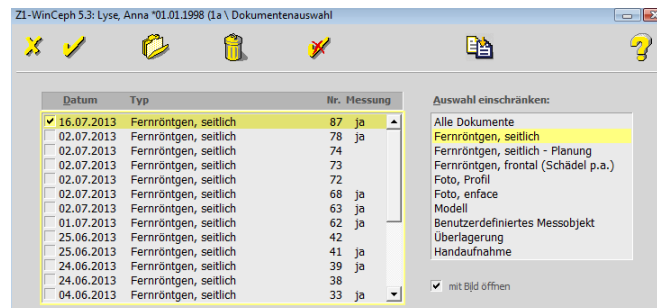 Z1-WinCeph 5.3: Lyse, Anna *01.01.1998 (1a \ Dokumentenauswahl
Datum Typ Nr. Messung
16.07.2013 Fernröntgen, seitlich 87 ja
02.07.2013 Fernröntgen, seitlich 78 ja
02.07.2013 Fernröntgen, seitlich 74
02.07.2013 Fernröntgen, seitlich 73
02.07.2013 Fernröntgen, seitlich 72
02.07.2013 Fernröntgen, seitlich 68 ja
02.07.2013 Fernröntgen, seitlich 63 ja
01.07.2013 Fernröntgen, seitlich 62 ja
25.06.2013 Fernröntgen, seitlich 42
25.06.2013 Fernröntgen, seitlich 41 ja
24.06.2013 Fernröntgen, seitlich 39 ja
24.06.2013 Fernröntgen, seitlich 38
04.06.2013 Fernröntgen, seitlich 33 ja
Auswahl einschränken:
Alle Dokumente
Fernröntgen, seitlich
Fernröntgen, seitlich - Planung
Fernröntgen, frontal (Schädel p.a.)
Foto, Profil
Foto, enface
Modell
Benutzerdefiniertes Messobjekt
Überlagerung
Handaufnahme
mit Bild öffnen